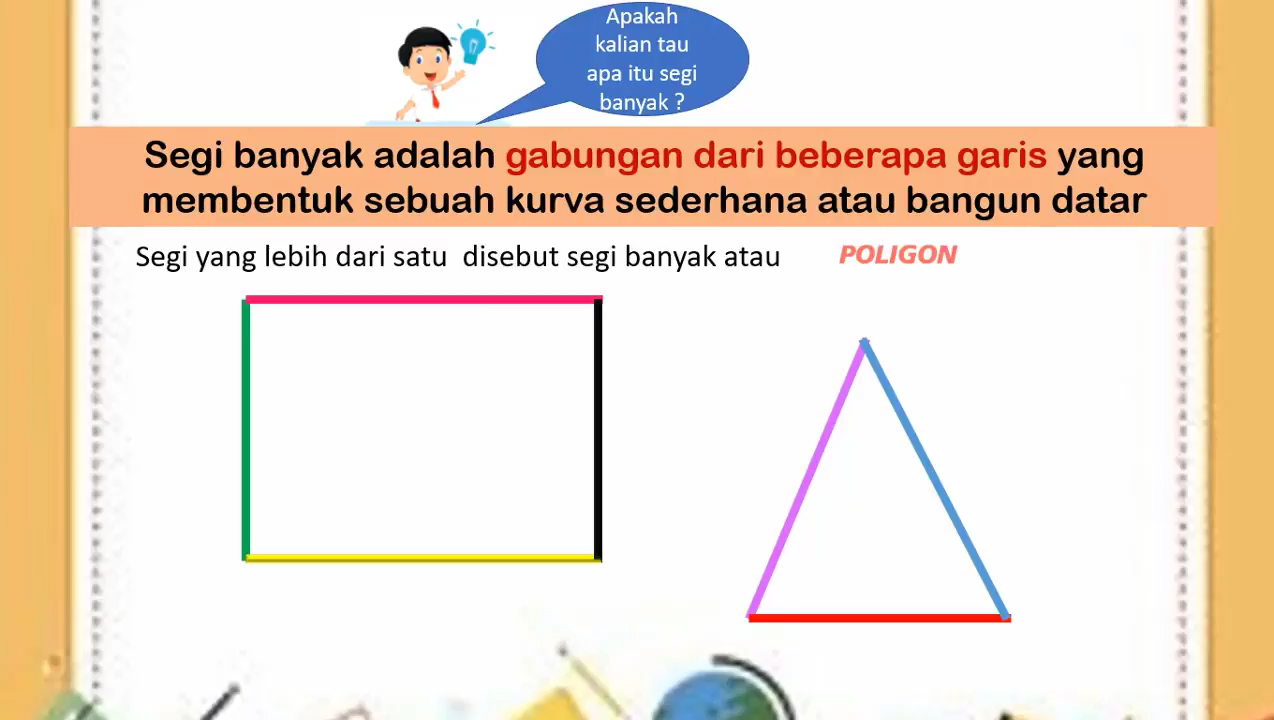 Apakah
kalian tau
apa itu segi
banyak ?
Segi banyak adalah gabungan dari beberapa garis yang
membentuk sebuah kurva sederhana atau bangun datar
Segi yang lebih dari satu disebut segi banyak atau POLIGON